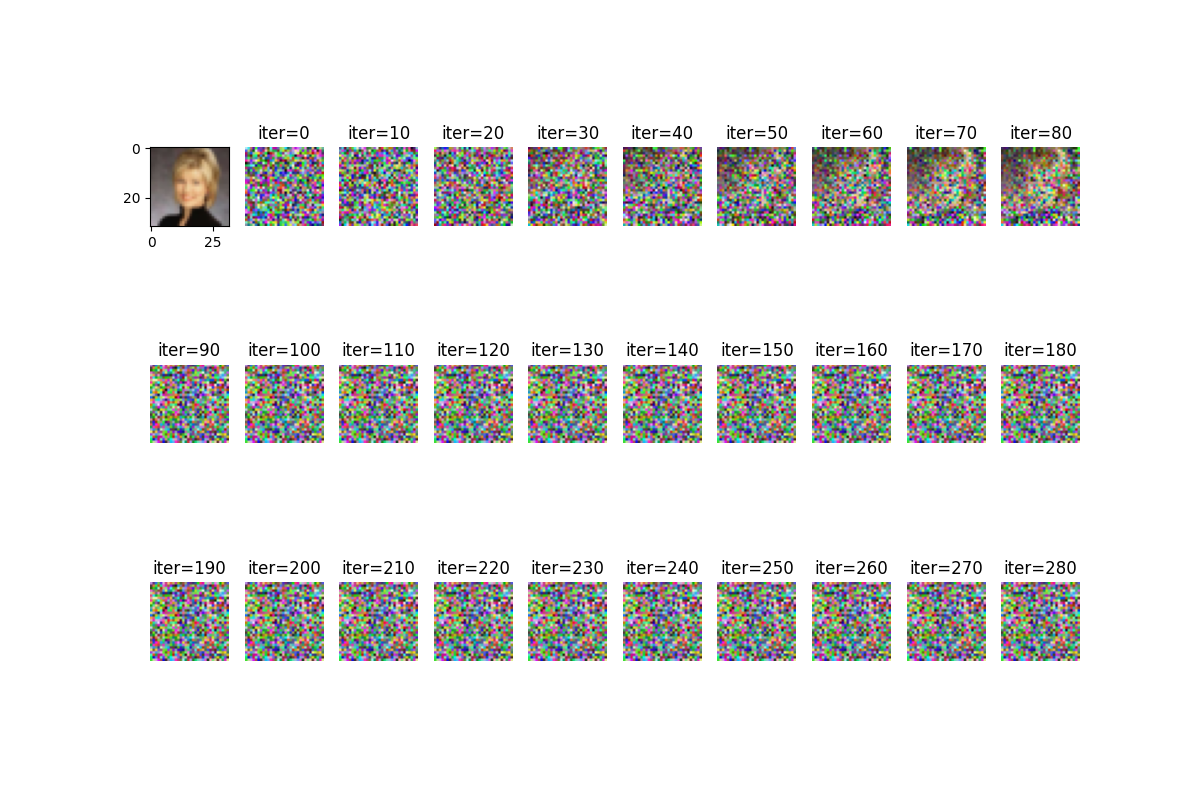 iter=0 iter=10 iter=20 iter=30 iter=40 iter=50 iter=60 iter=70 iter=80
0
20
0 25
iter=90 iter=100 iter=110 iter=120 iter=130 iter=140 iter=150 iter=160 iter=170 iter=180
iter=190 iter=200 iter=210 iter=220 iter=230 iter=240 iter=250 iter=260 iter=270 iter=280